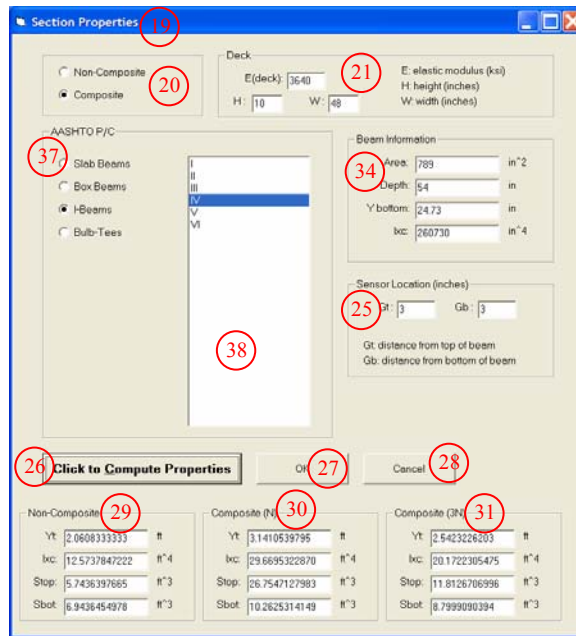 Section Properties 19
Non-Composite
Composite
20
Deck
E(deck): 3640
H: 10 W: 48
21
E: elastic modulus (ksi)
H: height (inches)
W: width (inches)
AASHTO P/C
37
Slab Beams
Box Beams
I-Beams
Bulb-Tees
I
II
III
IV
V
VI
38
Beam Information
34
Area: 789 in^2
Depth: 54 in
Y bottom: 24.73 in
Ixc: 260730 in^4
Sensor Location (inches)
25
Gt: 3 Gb: 3
Gt: distance from top of beam
Gb: distance from bottom of beam
26 Click to Compute Properties
OK 27
Cancel 28
Non-Composite 29
Yt: 2.0608333333 ft
Ixc: 12.5737847222 ft^4
Stop: 5.7436397665 ft^3
Sbot: 6.9436454978 ft^3
Composite (N) 30
Yt: 3.1410539795 ft
Ixc: 29.6695322870 ft^4
Stop: 26.7547127983 ft^3
Sbot: 10.2625314149 ft^3
Composite (3N) 31
Yt: 2.5423226203 ft
Ixc: 20.1722305475 ft^4
Stop: 11.8126706996 ft^3
Sbot: 8.7999090394 ft^3